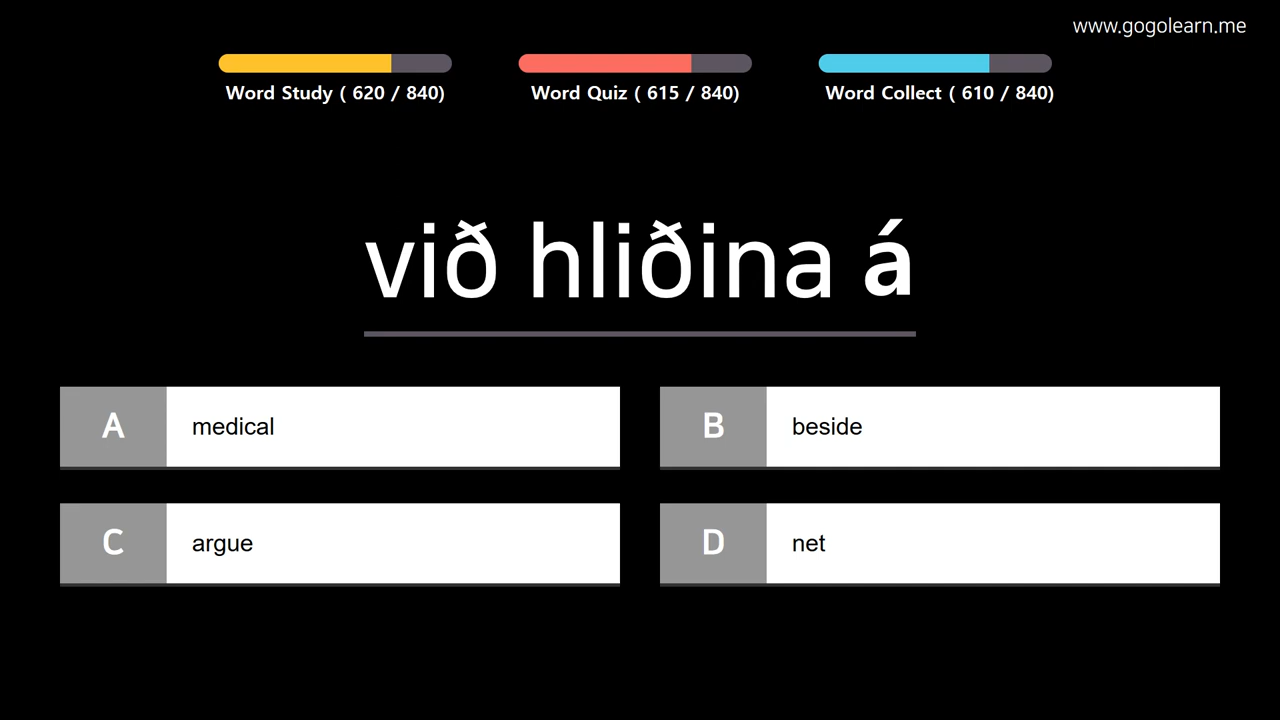 www.gogolearn.me
Word Study ( 620 / 840)
Word Quiz ( 615 / 840)
Word Collect ( 610 / 840)
við hliðina á
A medical
B beside
C argue
D net